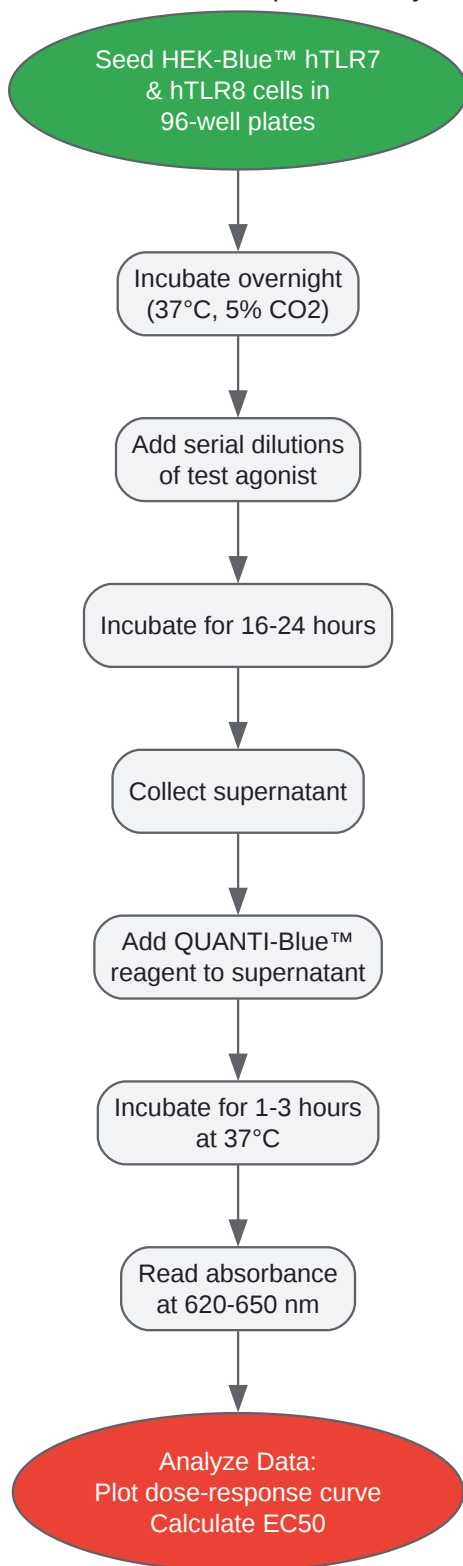 Seed HEK-Blue™ hTLR7
& hTLR8 cells in
96-well plates
Incubate overnight
(37°C, 5% CO2)
Add serial dilutions
of test agonist
Incubate for 16-24 hours
Collect supernatant
Add QUANTI-Blue™
reagent to supernatant
Incubate for 1-3 hours
at 37°C
Read absorbance
at 620-650 nm
Analyze Data:
Plot dose-response curve
Calculate EC50